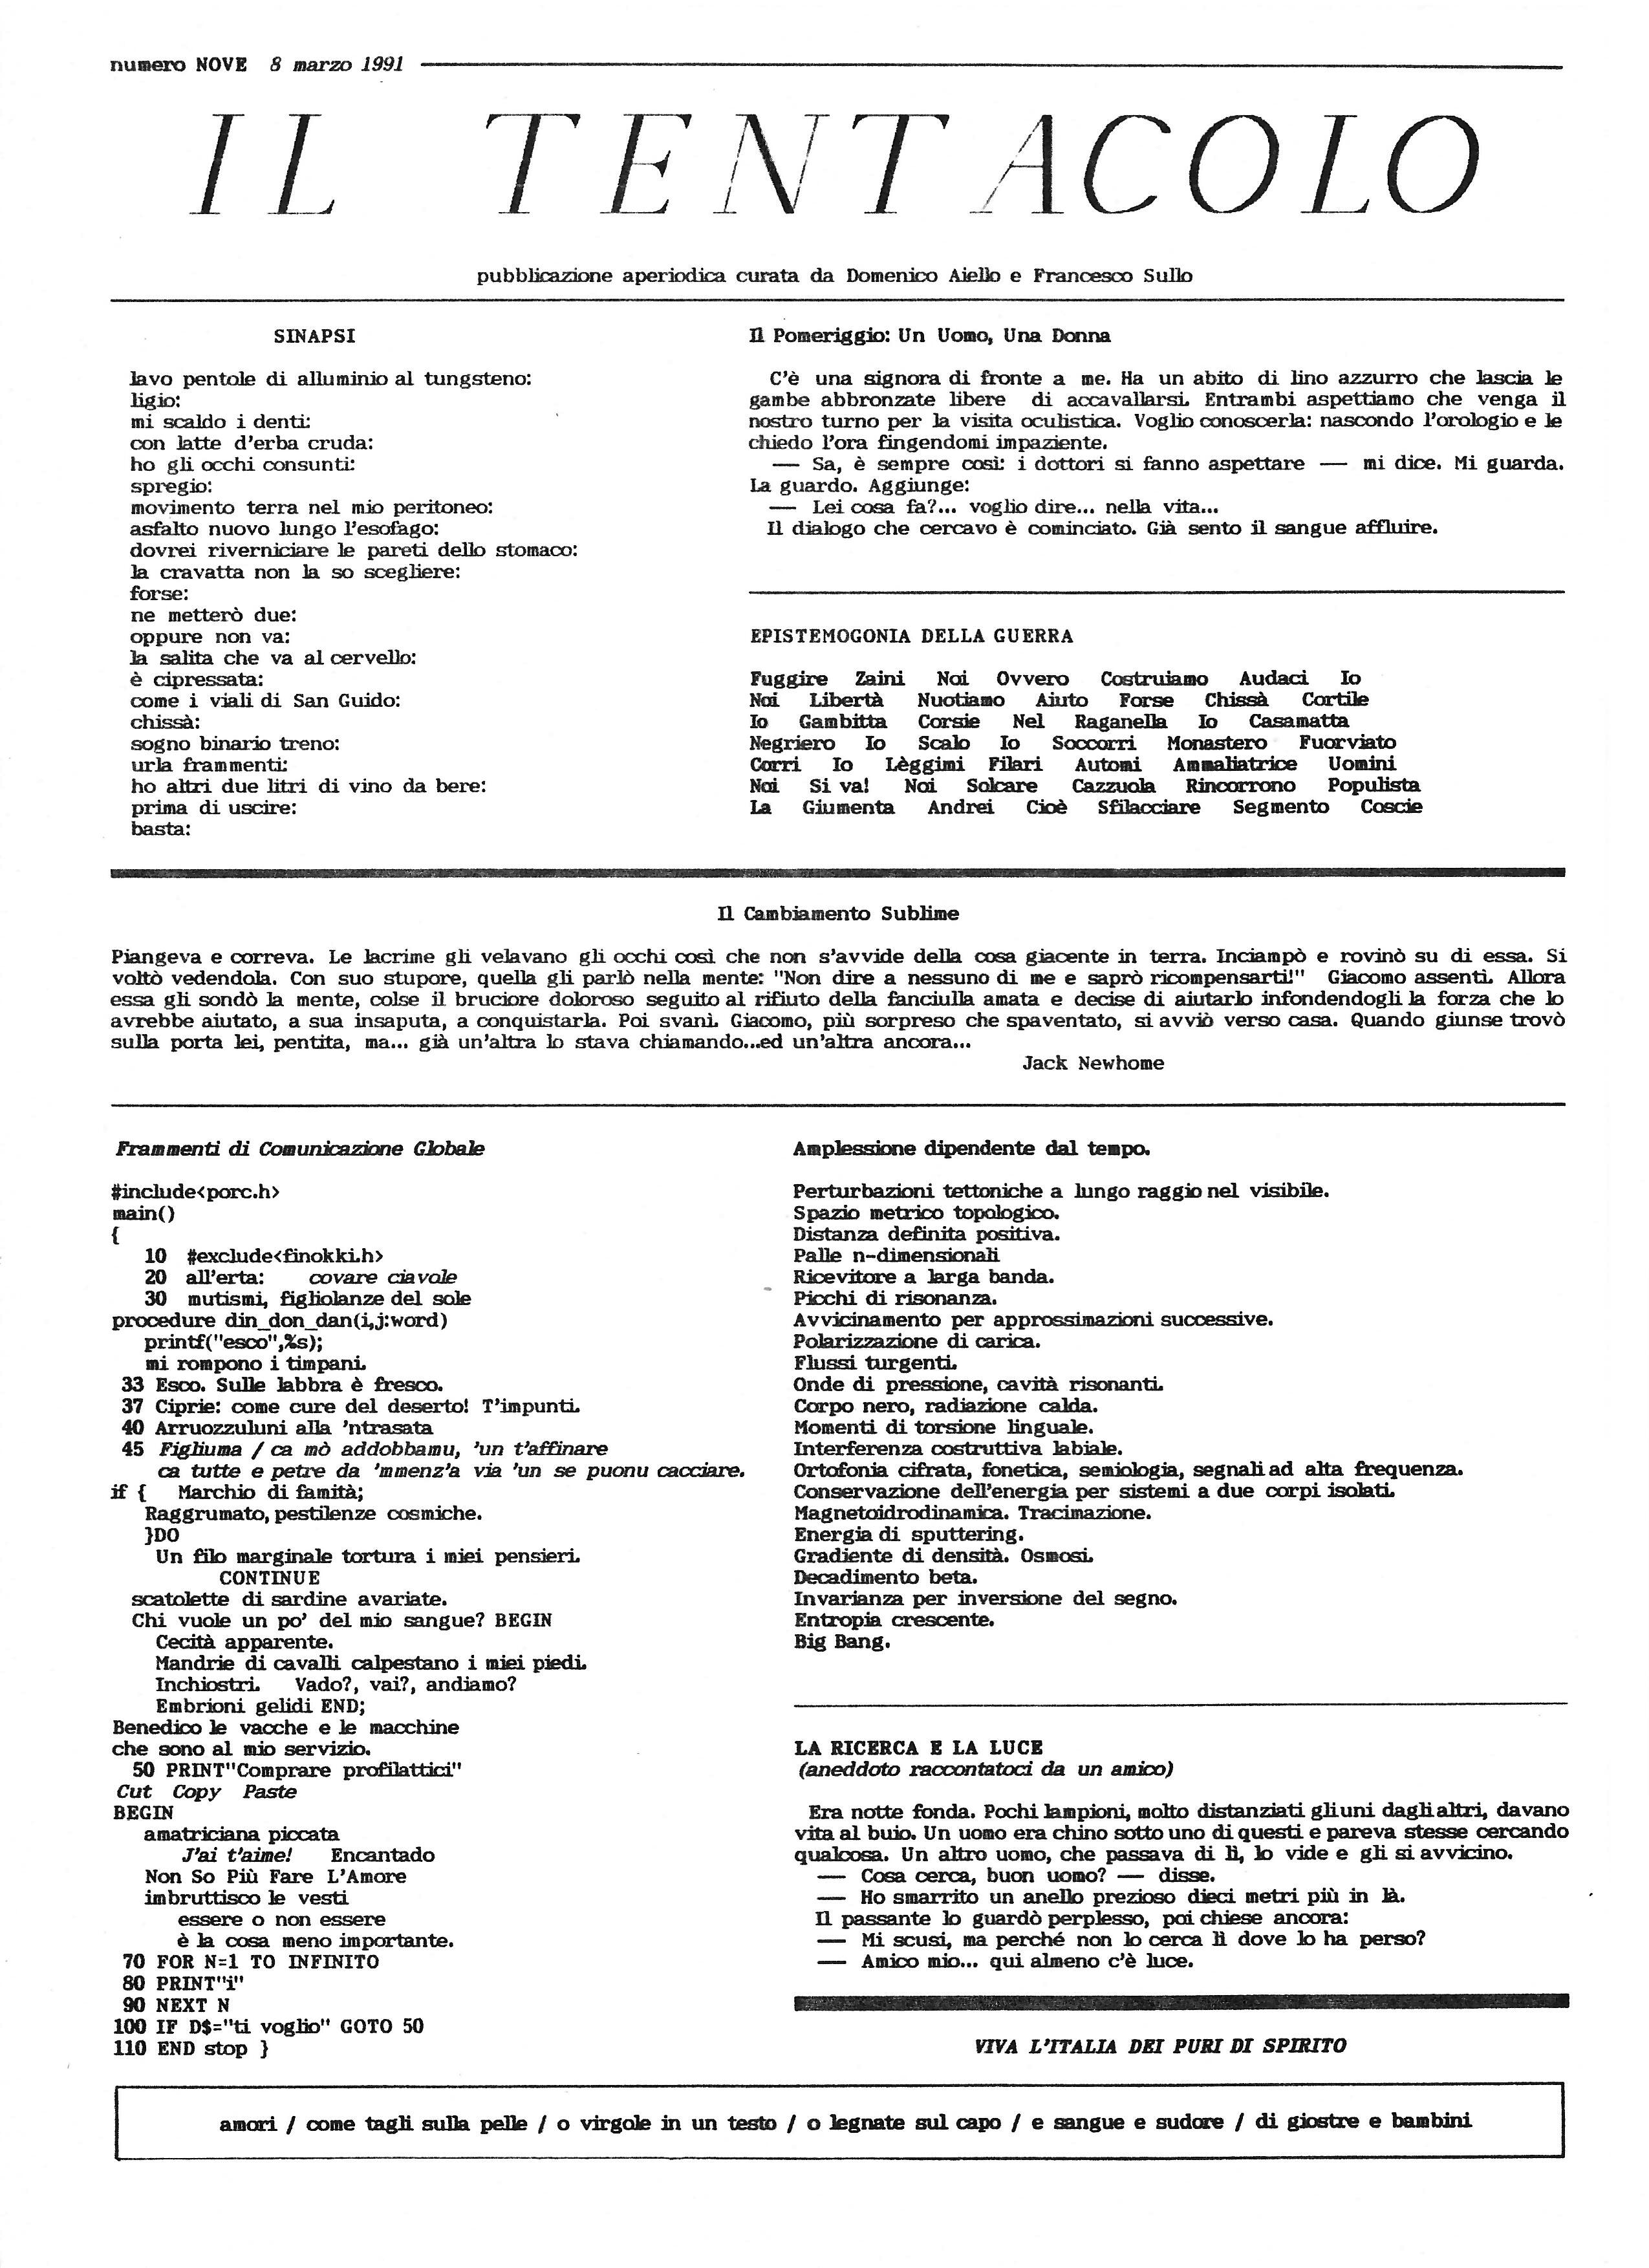 numero NOVE 8 marzo 1991
IL TENTACOLO
pubblicazione aperiodica curata da Domenico Aiello e Francesco Sullo
SINAPSI
lavo pentole di alluminio al tungsteno:
ligio:
mi scaldo i denti:
con latte d'erba cruda:
ho gli occhi consunti:
spregio:
movimento terra nel mio peritoneo:
asfalto nuovo lungo l'esofago:
dovrei riverniciare le pareti dello stomaco:
la cravatta non la so scegliere:
forse:
ne metterò due:
oppure non va:
la salita che va al cervello:
è cipressata:
come i viali di San Guido:
chissà:
sogno binario treno:
urla frammenti:
ho altri due litri di vino da bere:
prima di uscire:
basta:
Il Pomeriggio: Un Uomo, Una Donna
C'è una signora di fronte a me. Ha un abito di lino azzurro che lascia le
gambe abbronzate libere di accavallarsi. Entrambi aspettiamo che venga il
nostro turno per la visita oculistica. Voglio conoscerla: nascondo l'orologio e le
chiedo l'ora fingendomi impaziente.
— Sa, è sempre così: i dottori si fanno aspettare — mi dice. Mi guarda.
La guardo. Aggiunge:
— Lei cosa fa?... voglio dire... nella vita...
Il dialogo che cercavo è cominciato. Già sento il sangue affluire.
EPISTEMOGONIA DELLA GUERRA
Fuggire Zaini Noi Ovvero Costruiamo Audaci Io
Noi Libertà Nuotiamo Aiuto Forse Chissà Cortile
Io Gambitta Corsie Nel Raganella Io Casamatta
Negriero Io Scalo Io Soccorri Monastero Fuorviato
Corri Io Lèggimi Filari Automi Ammaliatrice Uomini
Noi Si va! Noi Solcare Cazzuola Rincorrono Populista
La Giumenta Andrei Cioè Sfilacciare Segmento Coscie
Il Cambiamento Sublime
Piangeva e correva. Le lacrime gli velavano gli occhi così che non s'avvide della cosa giacente in terra. Inciampò e rovinò su di essa. Si
voltò vedendola. Con suo stupore, quella gli parlò nella mente: "Non dire a nessuno di me e saprò ricompensarti!" Giacomo assentì. Allora
essa gli sondò la mente, colse il bruciore doloroso seguito al rifiuto della fanciulla amata e decise di aiutarlo infondendogli la forza che lo
avrebbe aiutato, a sua insaputa, a conquistarla. Poi svanì. Giacomo, più sorpreso che spaventato, si avviò verso casa. Quando giunse trovò
sulla porta lei, pentita, ma... già un'altra lo stava chiamando...ed un'altra ancora...
Jack Newhome
Frammenti di Comunicazione Globale
#include<porc.h>
main()
{
10 #exclude<finokki.h>
20 all'erta: covare ciavole
30 mutismi, figliolanze del sole
procedure din_don_dan(i,j:word)
printf("esco",%s);
mi rompono i timpani.
33 Esco. Sulle labbra è fresco.
37 Ciprie: come cure del deserto! T'impunti.
40 Arruozzuluni alla 'ntrasata
45 Figliuma / ca mò addobbamu, 'un t'affinare
ca tutte e petre da 'mmenz'a via 'un se puonu cacciare.
if { Marchio di famità;
Raggrumato, pestilenze cosmiche.
}DO
Un filo marginale tortura i miei pensieri.
CONTINUE
scatolette di sardine avariate.
Chi vuole un po' del mio sangue? BEGIN
Cecità apparente.
Mandrie di cavalli calpestano i miei piedi.
Inchiostri. Vado?, vai?, andiamo?
Embrioni gelidi END;
Benedico le vacche e le macchine
che sono al mio servizio.
50 PRINT"Comprare profilattici"
Cut Copy Paste
BEGIN
amatriciana piccata
J'ai t'aime! Encantado
Non So Più Fare L'Amore
imbruttisco le vesti
essere o non essere
è la cosa meno importante.
70 FOR N=1 TO INFINITO
80 PRINT"i"
90 NEXT N
100 IF D$="ti voglio" GOTO 50
110 END stop }
Amplessione dipendente dal tempo.
Perturbazioni tettoniche a lungo raggio nel visibile.
Spazio metrico topologico.
Distanza definita positiva.
Palle n-dimensionali
Ricevitore a larga banda.
Picchi di risonanza.
Avvicinamento per approssimazioni successive.
Polarizzazione di carica.
Flussi turgenti.
Onde di pressione, cavità risonanti.
Corpo nero, radiazione calda.
Momenti di torsione linguale.
Interferenza costruttiva labiale.
Ortofonia cifrata, fonetica, semiologia, segnali ad alta frequenza.
Conservazione dell'energia per sistemi a due corpi isolati.
Magnetoidrodinamica. Tracimazione.
Energia di sputtering.
Gradiente di densità. Osmosi.
Decadimento beta.
Invarianza per inversione del segno.
Entropia crescente.
Big Bang.
LA RICERCA E LA LUCE
(aneddoto raccontatoci da un amico)
Era notte fonda. Pochi lampioni, molto distanziati gli uni dagli altri, davano
vita al buio. Un uomo era chino sotto uno di questi e pareva stesse cercando
qualcosa. Un altro uomo, che passava di lì, lo vide e gli si avvicino.
— Cosa cerca, buon uomo? — disse.
— Ho smarrito un anello prezioso dieci metri più in là.
Il passante lo guardò perplesso, poi chiese ancora:
— Mi scusi, ma perché non lo cerca lì dove lo ha perso?
— Amico mio... qui almeno c'è luce.
VIVA L'ITALIA DEI PURI DI SPIRITO
amori / come tagli sulla pelle / o virgole in un testo / o legnate sul capo / e sangue e sudore / di giostre e bambini